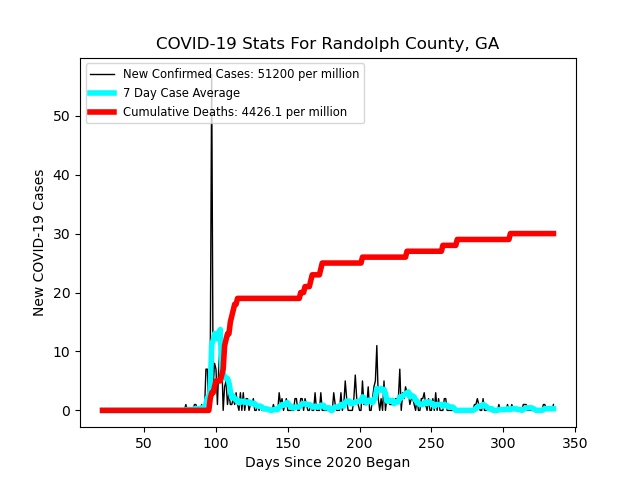 COVID-19 Stats For Randolph County, GA
New Confirmed Cases: 51200 per million
7 Day Case Average
Cumulative Deaths: 4426.1 per million
New COVID-19 Cases
50
40
30
20
10
0
50 100 150 200 250 300 350
Days Since 2020 Began